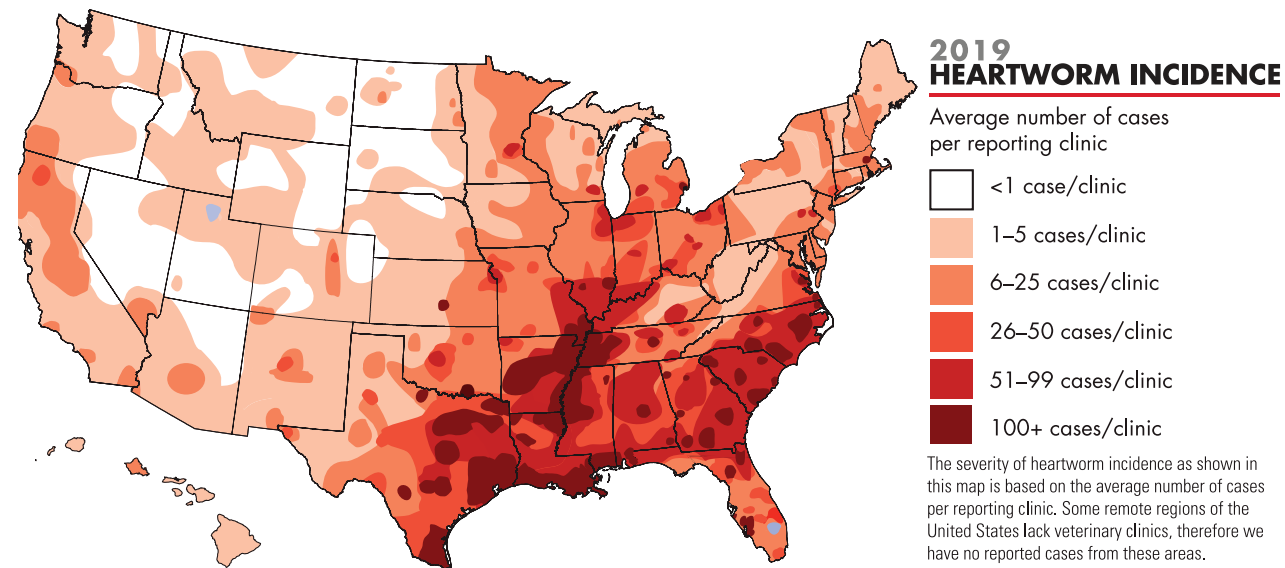 2019
HEARTWORM INCIDENCE
Average number of cases
per reporting clinic
<1 case/clinic
1–5 cases/clinic
6–25 cases/clinic
26–50 cases/clinic
51–99 cases/clinic
100+ cases/clinic
The severity of heartworm incidence as shown in
this map is based on the average number of cases
per reporting clinic. Some remote regions of the
United States lack veterinary clinics, therefore we
have no reported cases from these areas.